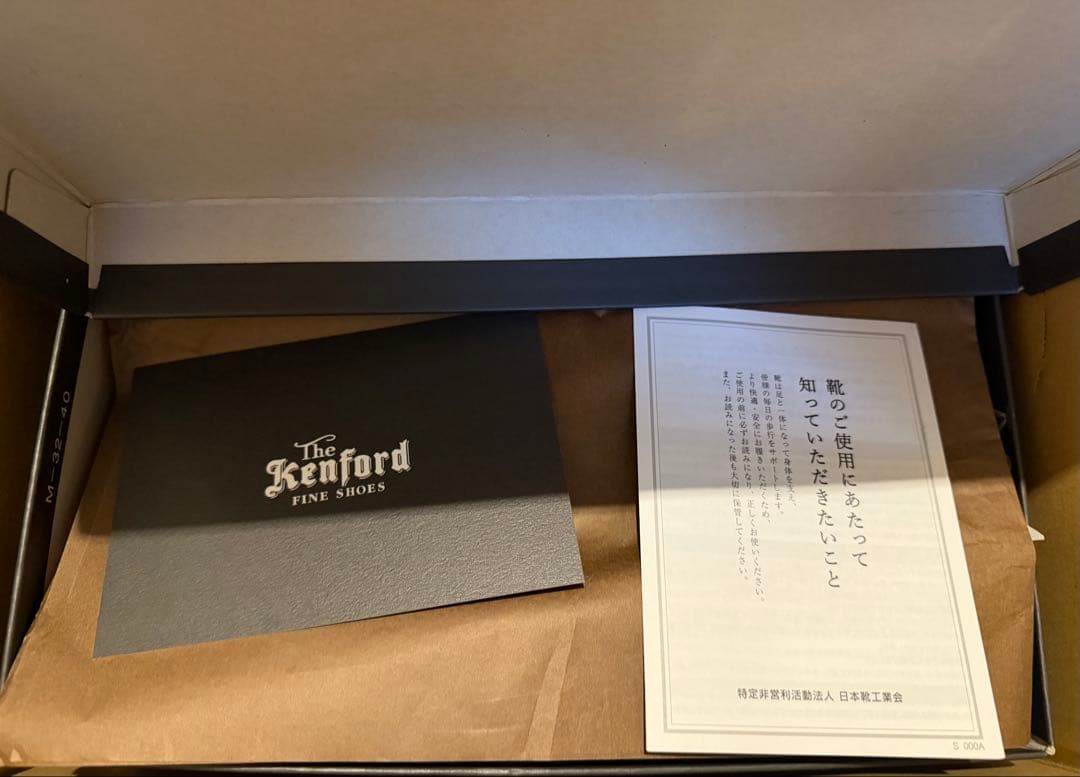 M-32-40
The
Kenford
FINE SHOES
靴のご使用にあたって
知っていただきたいこと
靴は足と一体になって身体を支え、
皆様の毎日の歩行をサポートします。
より快適・安全にお履きいただくため、
ご使用の前に必ずお読みになり、正しくお使いください。
また、お読みになった後も大切に保管してください。
特定非営利活動法人 日本靴工業会
S 000A